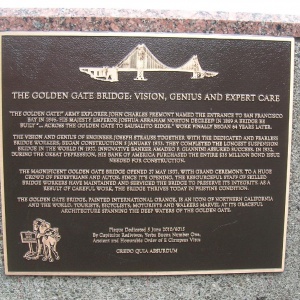 THE GOLDEN GATE BRIDGE: VISION, GENIUS AND EXPERT CARE
"THE GOLDEN GATE" ARMY EXPLORER JOHN CHARLES FREMONT NAMED THE ENTRANCE TO SAN FRANCISCO
BAY IN 1846. HIS MAJESTY EMPEROR JOSHUA ABRAHAM NORTON DECREED IN 1869 A BRIDGE BE
BUILT "... ACROSS THE GOLDEN GATE TO SAUSALITO RIDGE." WORK FINALLY BEGAN 64 YEARS LATER.
THE VISION AND GENIUS OF ENGINEER JOSEPH STRAUSS TOGETHER WITH THE DEDICATED AND FEARLESS
BRIDGE WORKERS, BEGAN CONSTRUCTION 5 JANUARY 1933. THEY COMPLETED THE LONGEST SUSPENSION
BRIDGE IN THE WORLD IN 1937. INNOVATIVE BANKER AMADEO P. GIANNINI ASSURED SUCCESS. IN 1932,
DURING THE GREAT DEPRESSION, HIS BANK OF AMERICA PURCHASED THE ENTIRE $35 MILLION BOND ISSUE
NEEDED FOR CONSTRUCTION.
THE MAGNIFICENT GOLDEN GATE BRIDGE OPENED 27 MAY 1937, WITH GRAND CEREMONY, TO A HUGE
CROWD OF PEDESTRIANS AND AUTOS. SINCE IT'S OPENING, THE RESOURCEFUL STAFF OF SKILLED
BRIDGE WORKERS HAVE MAINTAINED AND SERVICED THE BRIDGE TO PRESERVE ITS INTEGRITY. AS A
RESULT OF CAREFUL WORK, THE BRIDGE THRIVES TODAY IN PRISTINE CONDITION.
THE GOLDEN GATE BRIDGE, PAINTED INTERNATIONAL ORANGE, IS AN ICON OF NORTHERN CALIFORNIA
AND THE WORLD. TOURISTS, BICYCLISTS, MOTORISTS AND WALKERS MARVEL AT ITS GRACEFUL
ARCHITECTURE SPANNING THE DEEP WATERS OF THE GOLDEN GATE.
Plaque Dedicated 5 June 2010/6015
By Capitulus Redivivus, Yerba Buena Number One,
Ancient and Honorable Order of E Clampus Vitus
CREDO QUIA ABSURDUM